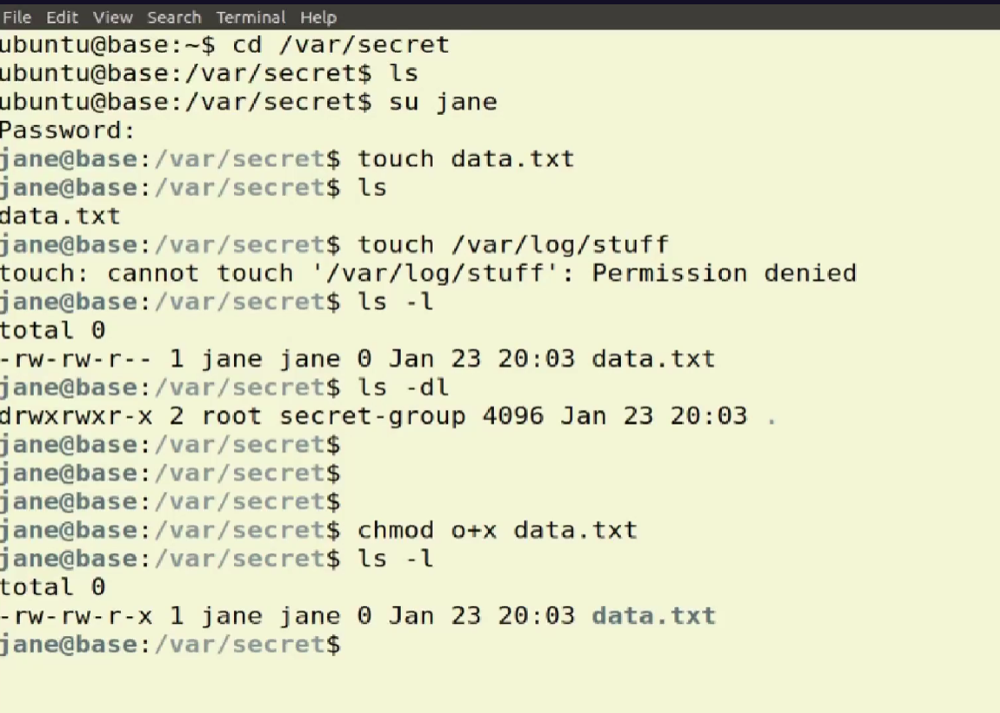 File Edit View Search Terminal Help
ubuntu@base:~$ cd /var/secret
ubuntu@base:/var/secret$ ls
ubuntu@base:/var/secret$ su jane
Password:
jane@base:/var/secret$ touch data.txt
jane@base:/var/secret$ ls
data.txt
jane@base:/var/secret$ touch /var/log/stuff
touch: cannot touch '/var/log/stuff': Permission denied
jane@base:/var/secret$ ls -l
total 0
-rw-rw-r-- 1 jane jane 0 Jan 23 20:03 data.txt
jane@base:/var/secret$ ls -dl
drwxrwxr-x 2 root secret-group 4096 Jan 23 20:03 .
jane@base:/var/secret$
jane@base:/var/secret$
jane@base:/var/secret$
jane@base:/var/secret$ chmod o+x data.txt
jane@base:/var/secret$ ls -l
total 0
-rw-rw-r-x 1 jane jane 0 Jan 23 20:03 data.txt
jane@base:/var/secret$